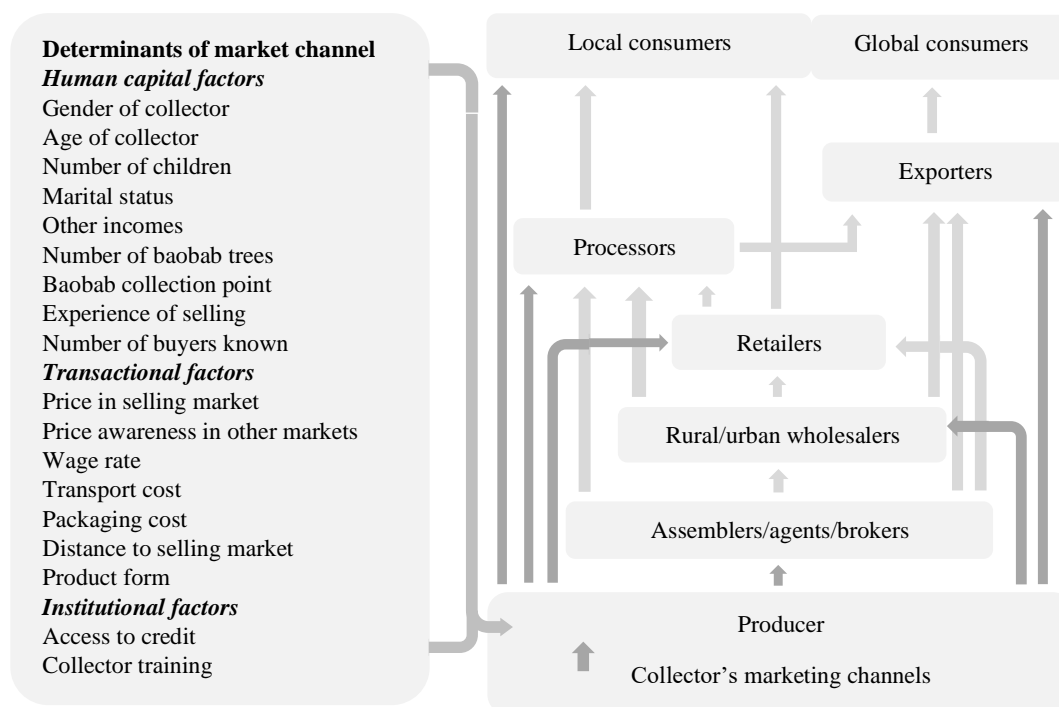 Determinants of market channel
Human capital factors
Gender of collector
Age of collector
Number of children
Marital status
Other incomes
Number of baobab trees
Baobab collection point
Experience of selling
Number of buyers known
Transactional factors
Price in selling market
Price awareness in other markets
Wage rate
Transport cost
Packaging cost
Distance to selling market
Product form
Institutional factors
Access to credit
Collector training
Local consumers
Global consumers
Exporters
Processors
Retailers
Rural/urban wholesalers
Assemblers/agents/brokers
Producer
Collector’s marketing channels